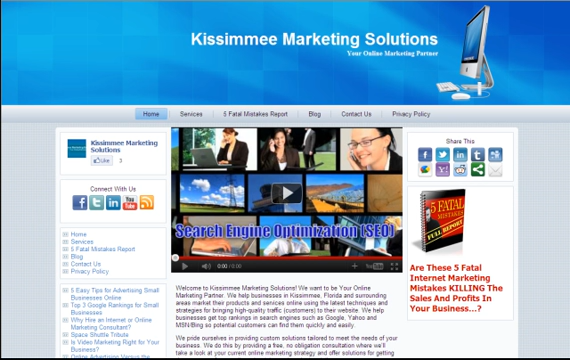 Kissimmee Marketing Solutions
Your Online Marketing Partner
Home
Services
5 Fatal Mistakes Report
Blog
Contact Us
Privacy Policy
Kissimmee Marketing
Solutions
Like
3
Connect With Us
Home
Services
5 Fatal Mistakes Report
Blog
Contact Us
Privacy Policy
5 Easy Tips for Advertising Small
Businesses Online
Top 3 Google Rankings for Small
Businesses
Why Hire an Internet or Online
Marketing Consultant?
Space Shuttle Tribute
Is Video Marketing Right for Your
Business?
Online Advertising Versus the
Search Engine Optimization (SEO)
0:00 / 0:00
YouTube
Welcome to Kissimmee Marketing Solutions! We want to be Your Online
Marketing Partner. We help businesses in Kissimmee, Florida and surrounding
areas market their products and services online using the latest techniques and
strategies for bringing high-quality traffic (customers) to their website. We help
businesses get top rankings in search engines such as Google, Yahoo and
MSN/Bing so potential customers can find them quickly and easily.
We pride ourselves in providing custom solutions tailored to meet the needs of your
business. We do this by providing a free, no obligation consultation where we'll
take a look at your current online marketing strategy and offer solutions for getting
Share This
5 FATAL
MISTAKES
FULL REPORT
Are These 5 Fatal
Internet Marketing
Mistakes KILLING The
Sales And Profits In
Your Business...?